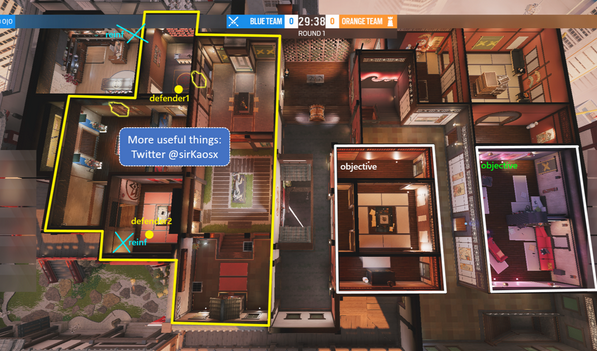 OJO
BLUE TEAM 0 29:38 0 ORANGE TEAM
ROUND 1
reinf
defender1
More useful things:
Twitter @sirKaosx
objective
objective
defender2
reinf